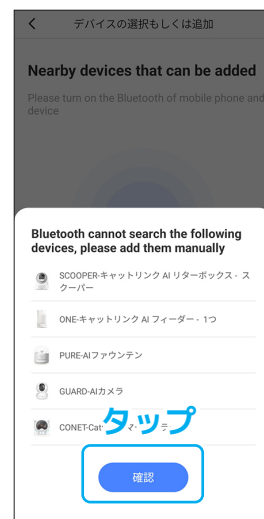 デバイスの選択もしくは追加
Nearby devices that can be added
Please turn on the Bluetooth of mobile phone and
device
Bluetooth cannot search the following
devices, please add them manually
SCOOPER-キャットリンク AI リターボックス - ス
クーパー
ONE-キャットリンク AI フィーダー - 1つ
PURE-AIファウンテン
GUARD-AIカメラ
CONET-Cat
タップ
確認